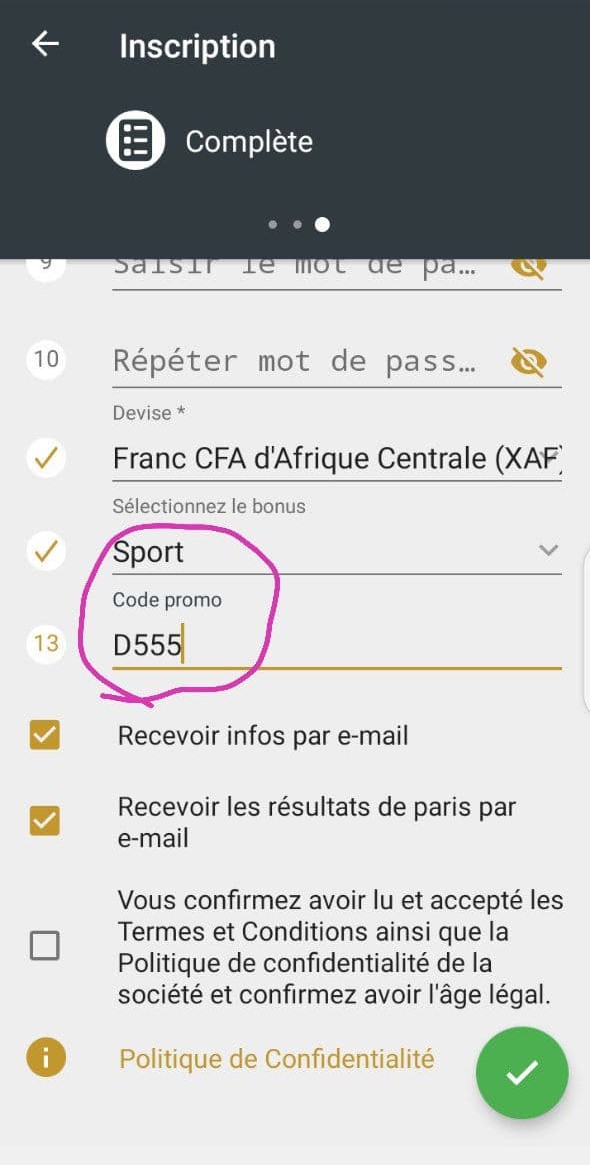 Inscription
Complète
9
Saisir le mot de pa...
10
Répéter mot de pass...
Devise *
Franc CFA d'Afrique Centrale (XAF)
Sélectionnez le bonus
Sport
Code promo
13
D555
Recevoir infos par e-mail
Recevoir les résultats de paris par
e-mail
Vous confirmez avoir lu et accepté les
Termes et Conditions ainsi que la
Politique de confidentialité de la
société et confirmez avoir l'âge légal.
Politique de Confidentialité